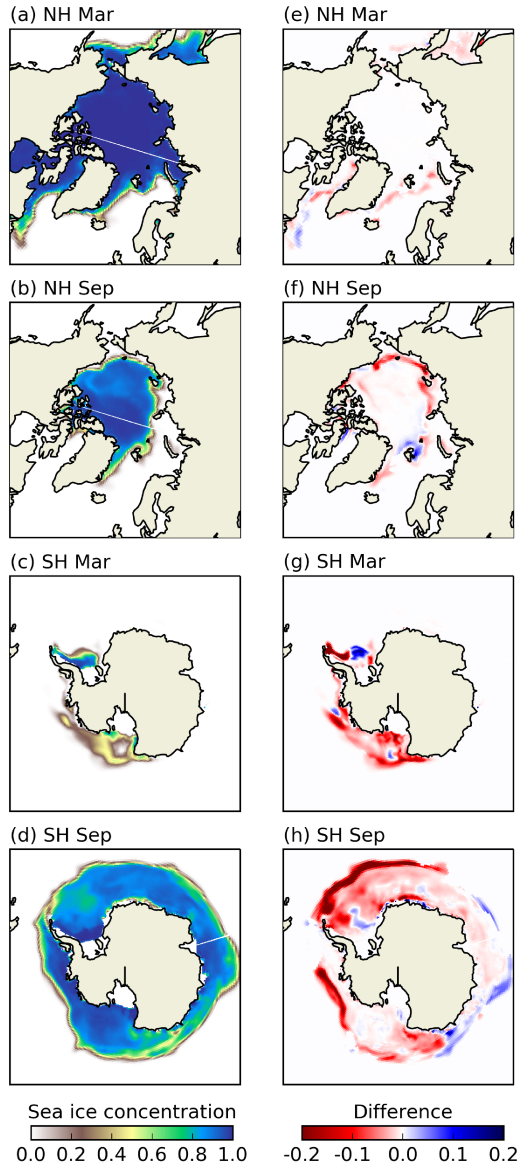 (a) NH Mar
(e) NH Mar
(b) NH Sep
(f) NH Sep
(c) SH Mar
(g) SH Mar
(d) SH Sep
(h) SH Sep
Sea ice concentration
0.0 0.2 0.4 0.6 0.8 1.0
Difference
-0.2 -0.1 0.0 0.1 0.2